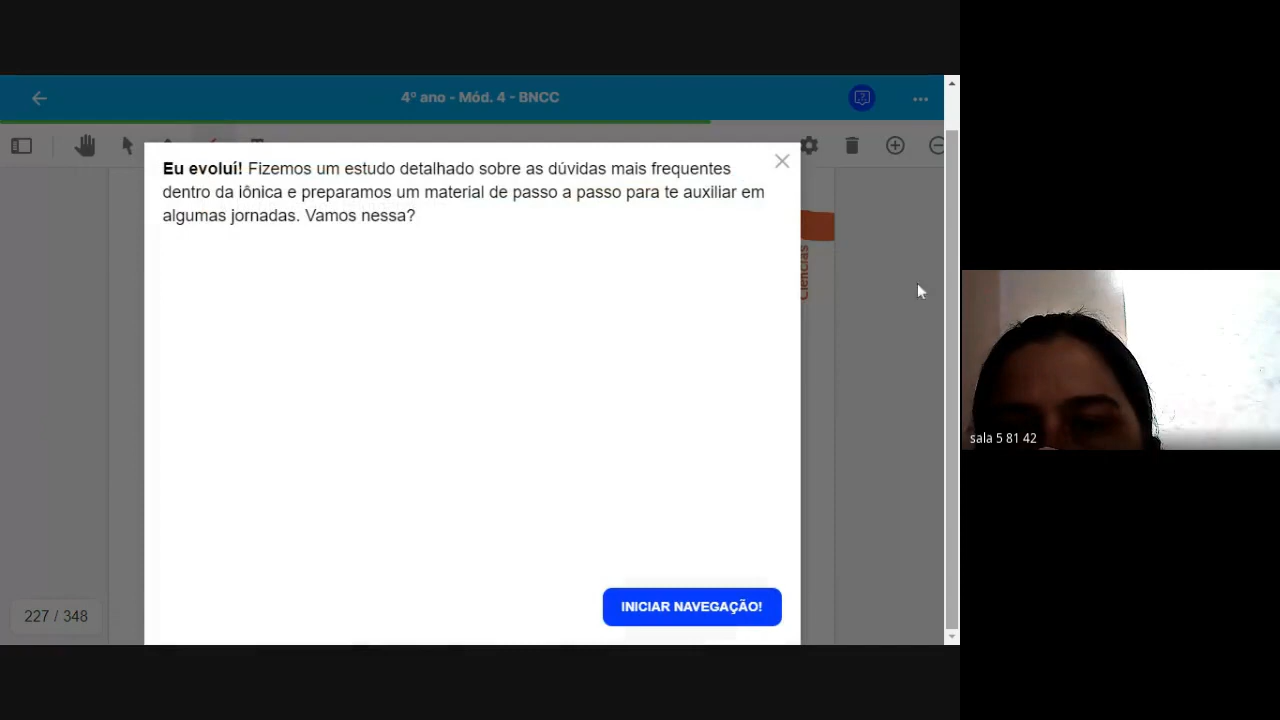 4º ano - Mód. 4 - BNCC
Eu evoluí! Fizemos um estudo detalhado sobre as dúvidas mais frequentes
dentro da iônica e preparamos um material de passo a passo para te auxiliar em
algumas jornadas. Vamos nessa?
Ciências
sala 5 81 42
INICIAR NAVEGAÇÃO!
227 / 348